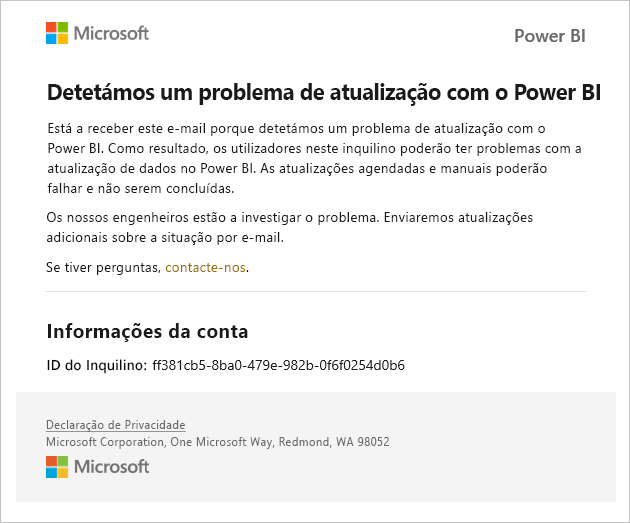 Microsoft
Power BI
Detetámos um problema de atualização com o Power BI
Está a receber este e-mail porque detetámos um problema de atualização com o
Power BI. Como resultado, os utilizadores neste inquilino poderão ter problemas com a
atualização de dados no Power BI. As atualizações agendadas e manuais poderão
falhar e não serem concluídas.
Os nossos engenheiros estão a investigar o problema. Enviaremos atualizações
adicionais sobre a situação por e-mail.
Se tiver perguntas, contacte-nos.
Informações da conta
ID do Inquilino: ff381cb5-8ba0-479e-982b-0f6f0254d0b6
Declaração de Privacidade
Microsoft Corporation, One Microsoft Way, Redmond, WA 98052
Microsoft